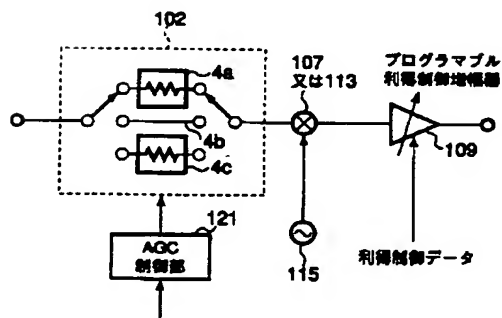 102
4a
4b
4c
107
又は113
プログラマブル
利得制御増幅器
109
121
AGC
制御部
115
利得制御データ